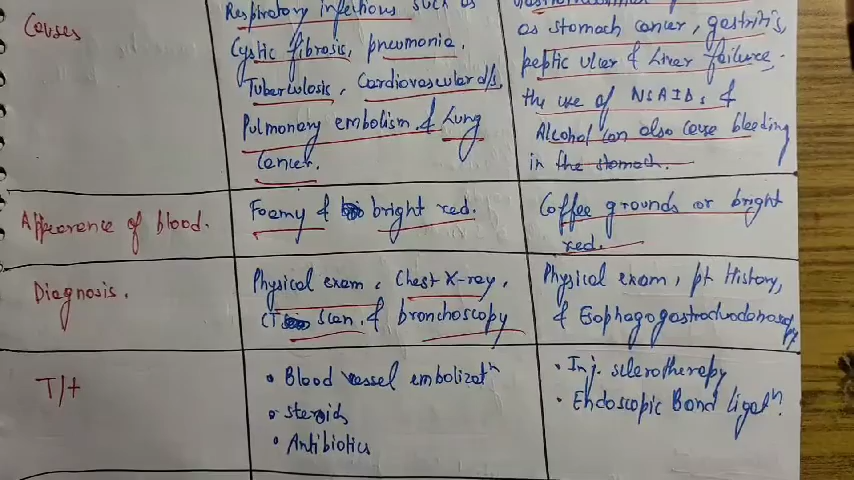 Causes
Respiratory infections such as
Cystic fibrosis, pneumonia,
Tuberculosis, Cardiovascular d/s,
Pulmonary embolism & Lung
Cancer.
as stomach cancer, gastritis,
peptic ulcer & Liver failure.
the use of NSAIDs &
Alcohol can also cause bleeding
in the stomach.
Appearence of blood.
Foamy & bright red.
Coffee grounds or bright
red.
Diagnosis.
Physical exam, Chest X-ray,
CT scan, & bronchoscopy
Physical exam, pt History,
& Esophagogastroduodenoscopy
T/t
• Blood vessel embolizatⁿ
• steroids
• Antibiotics
• Inj. sclerotherapy
• Endoscopic Band ligatⁿ.